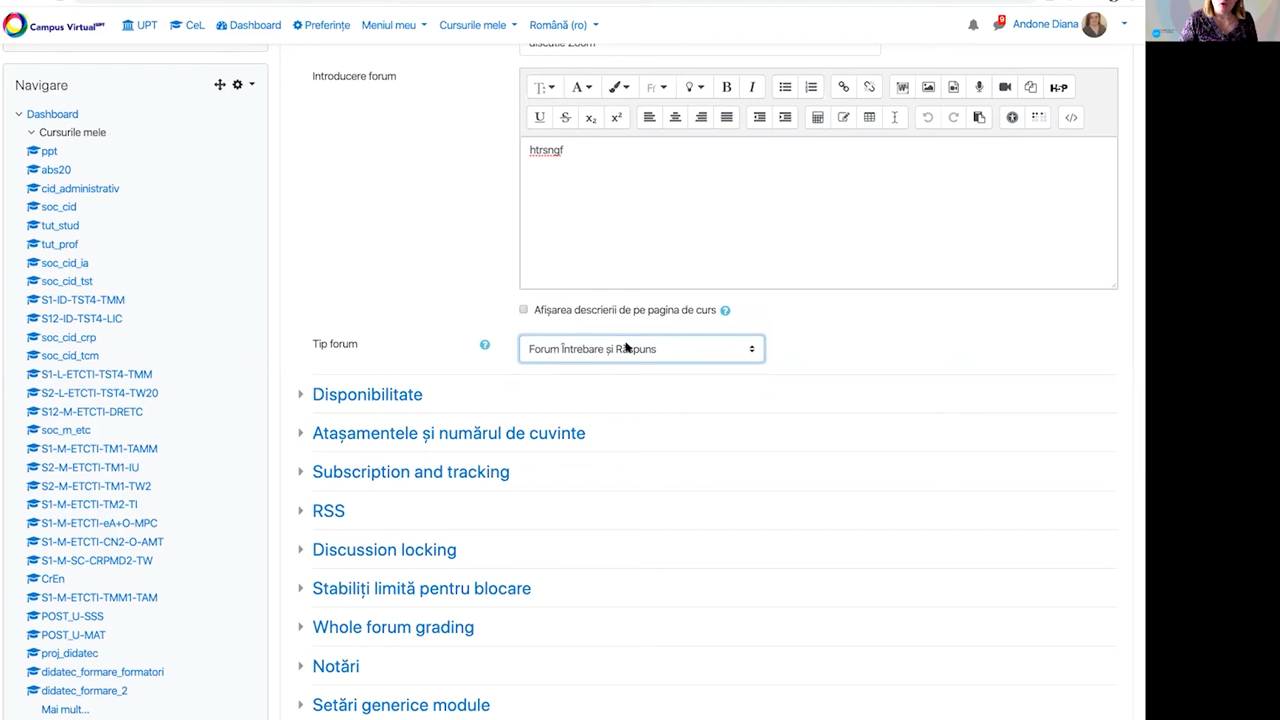 Campus Virtual UPT
UPT
CeL
Dashboard
Preferințe
Meniul meu
Cursurile mele
Română (ro)
9
Andone Diana
Navigare
Dashboard
Cursurile mele
ppt
abs20
cid_administrativ
soc_cid
tut_stud
tut_prof
soc_cid_ia
soc_cid_tst
S1-ID-TST4-TMM
S12-ID-TST4-LIC
soc_cid_crp
soc_cid_tcm
S1-L-ETCTI-TST4-TMM
S2-L-ETCTI-TST4-TW20
S12-M-ETCTI-DRETC
soc_m_etc
S1-M-ETCTI-TM1-TAMM
S2-M-ETCTI-TM1-IU
S2-M-ETCTI-TM1-TW2
S1-M-ETCTI-TM2-TI
S1-M-ETCTI-eA+O-MPC
S1-M-ETCTI-CN2-O-AMT
S1-M-SC-CRPMD2-TW
CrEn
S1-M-ETCTI-TMM1-TAM
POST_U-SSS
POST_U-MAT
proj_didatec
didatec_formare_formatori
didatec_formare_2
Mai mult...
discutie Zoom
Introducere forum
H-P
htrsngf
Afișarea descrierii de pe pagina de curs
Tip forum
Forum Întrebare și Răspuns
Disponibilitate
Atașamentele și numărul de cuvinte
Subscription and tracking
RSS
Discussion locking
Stabiliți limită pentru blocare
Whole forum grading
Notări
Setări generice module